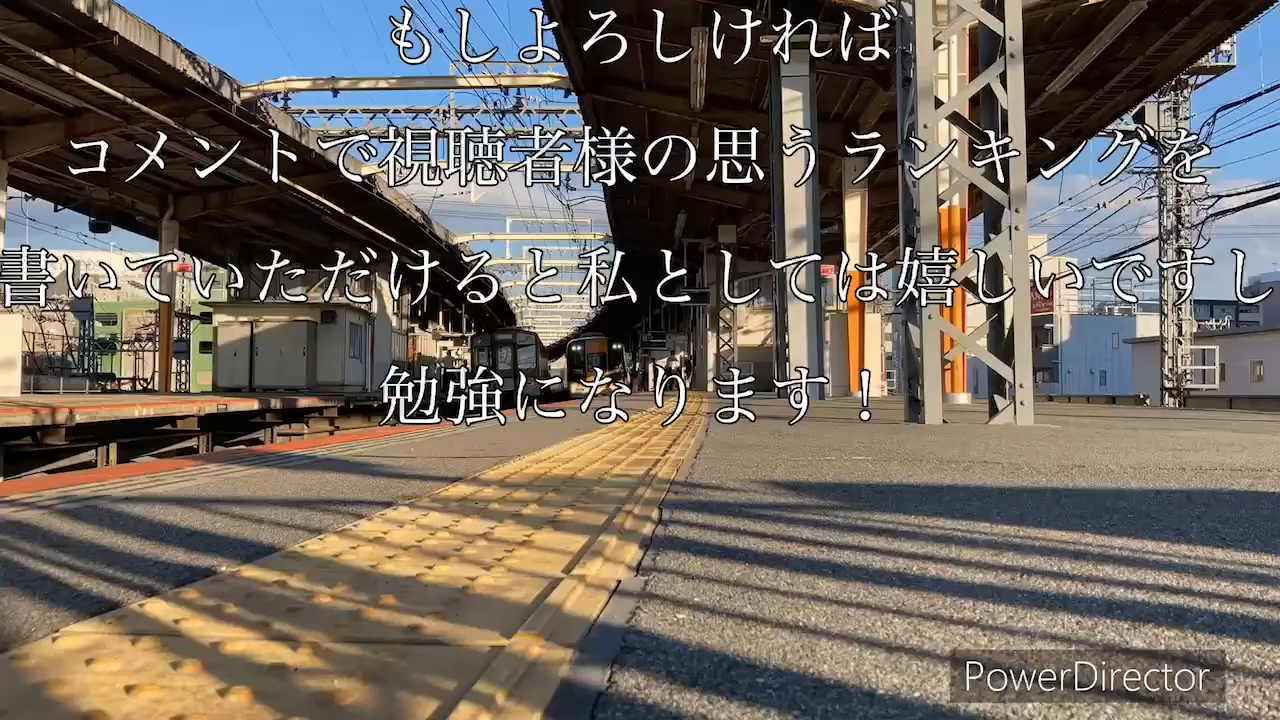 もしよろしければ
コメントで視聴者様の思うランキングを
書いていただけると私としては嬉しいですし
勉強になります！
PowerDirector